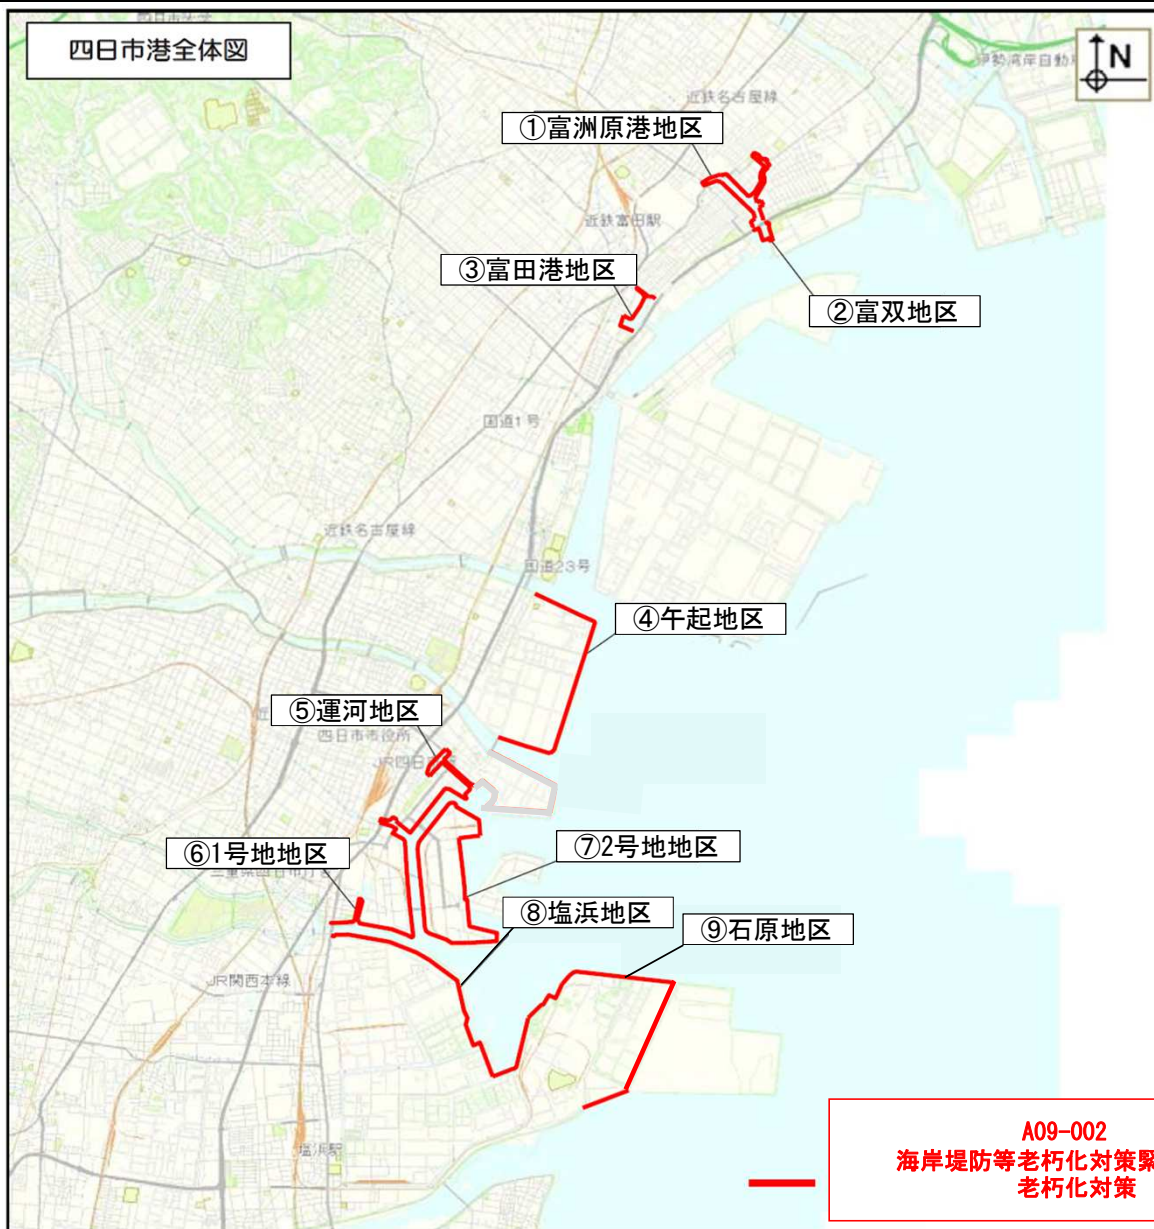 四日市港全体図
N
伊勢湾岸自動
近鉄名古屋線
①富洲原港地区
近鉄富田駅
③富田港地区
②富双地区
国道1号
近鉄名古屋線
国道23号
④午起地区
⑤運河地区
四日市市役所
JR四日市
⑥1号地地区
⑦2号地地区
⑧塩浜地区
⑨石原地区
JR関西本線
塩浜駅
A09-002
海岸堤防等老朽化対策緊
老朽化対策